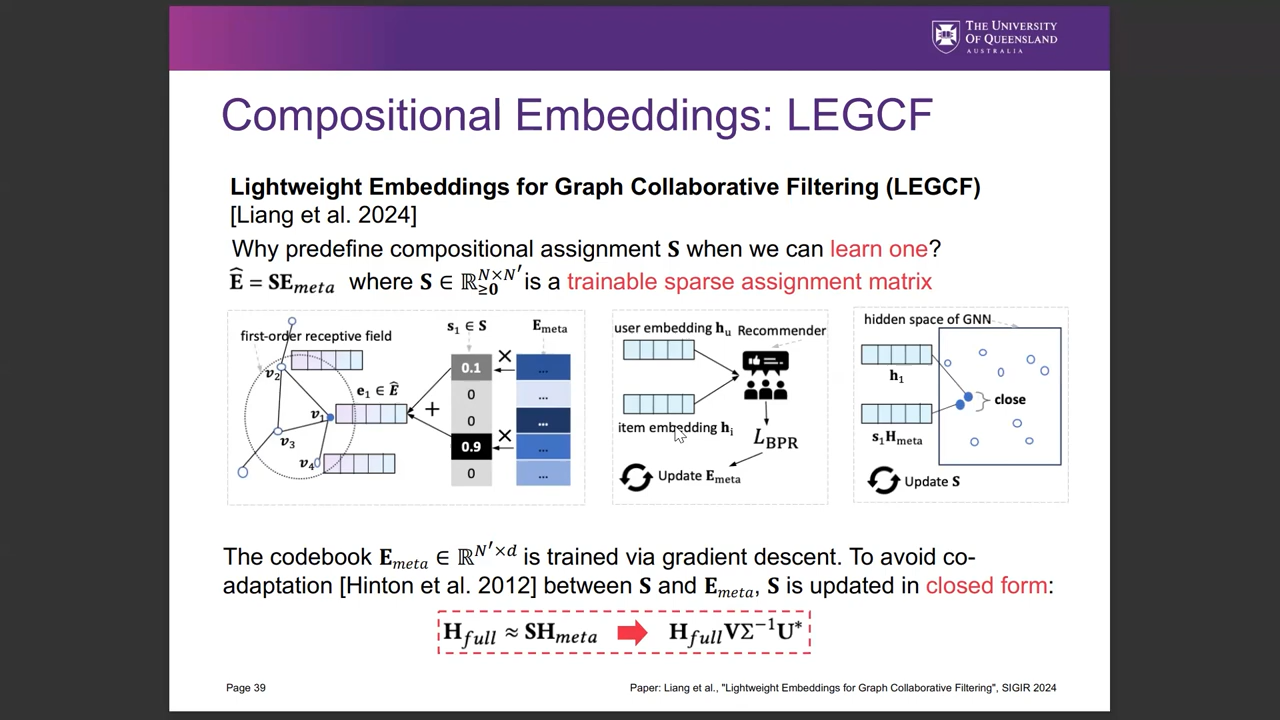 THE UNIVERSITY
OF QUEENSLAND
AUSTRALIA
Compositional Embeddings: LEGCF
Lightweight Embeddings for Graph Collaborative Filtering (LEGCF)
[Liang et al. 2024]
Why predefine compositional assignment S when we can learn one?
Ê = SE_meta where S ∈ ℝ_≥0^{N×N′} is a trainable sparse assignment matrix
first-order receptive field
v₂
v₁
v₃
v₄
e₁ ∈ Ê
+
s₁ ∈ S
E_meta
0.1
×
...
0
0
...
0.9
×
...
0
...
user embedding h_u
Recommender
item embedding h_i
L_BPR
Update E_meta
hidden space of GNN
h₁
close
s₁H_meta
Update S
The codebook E_meta ∈ ℝ^{N′×d} is trained via gradient descent. To avoid co-
adaptation [Hinton et al. 2012] between S and E_meta, S is updated in closed form:
H_full ≈ SH_meta ➡ H_full VΣ⁻¹U*
Page 39
Paper: Liang et al., "Lightweight Embeddings for Graph Collaborative Filtering", SIGIR 2024